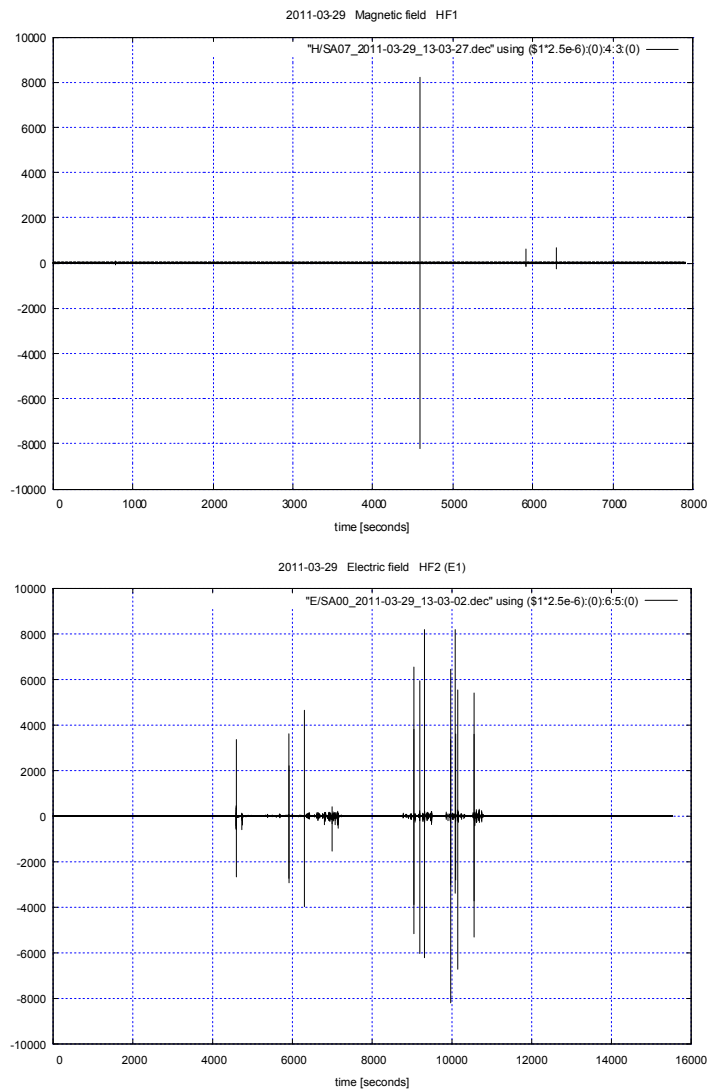 2011-03-29 Magnetic field HF1
"H/SA07_2011-03-29_13-03-27.dec" using ($1*2.5e-6):(0):4:3:(0)
10000
8000
6000
4000
2000
0
-2000
-4000
-6000
-8000
-10000
0 1000 2000 3000 4000 5000 6000 7000 8000
time [seconds]
2011-03-29 Electric field HF2 (E1)
"E/SA00_2011-03-29_13-03-02.dec" using ($1*2.5e-6):(0):6:5:(0)
10000
8000
6000
4000
2000
0
-2000
-4000
-6000
-8000
-10000
0 2000 4000 6000 8000 10000 12000 14000 16000
time [seconds]